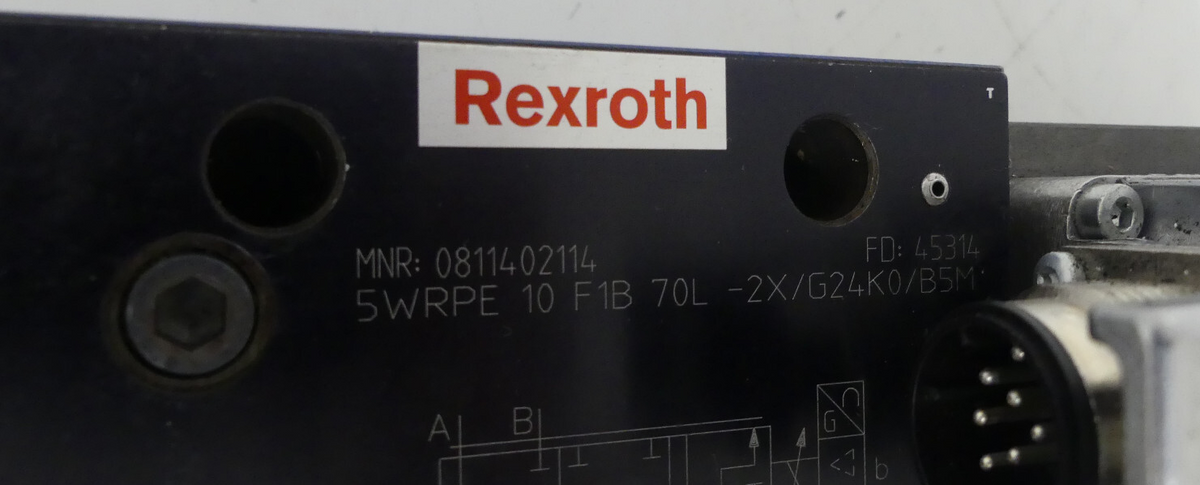 Rexroth
T
MNR: 0811402114 FD: 45314
5WRPE 10 F1B 70L -2X/G24K0/B5M
A B
G
b